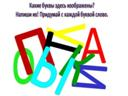 Какие буквы здесь изображены?
Напиши их! Придумай с каждой буквой слово.